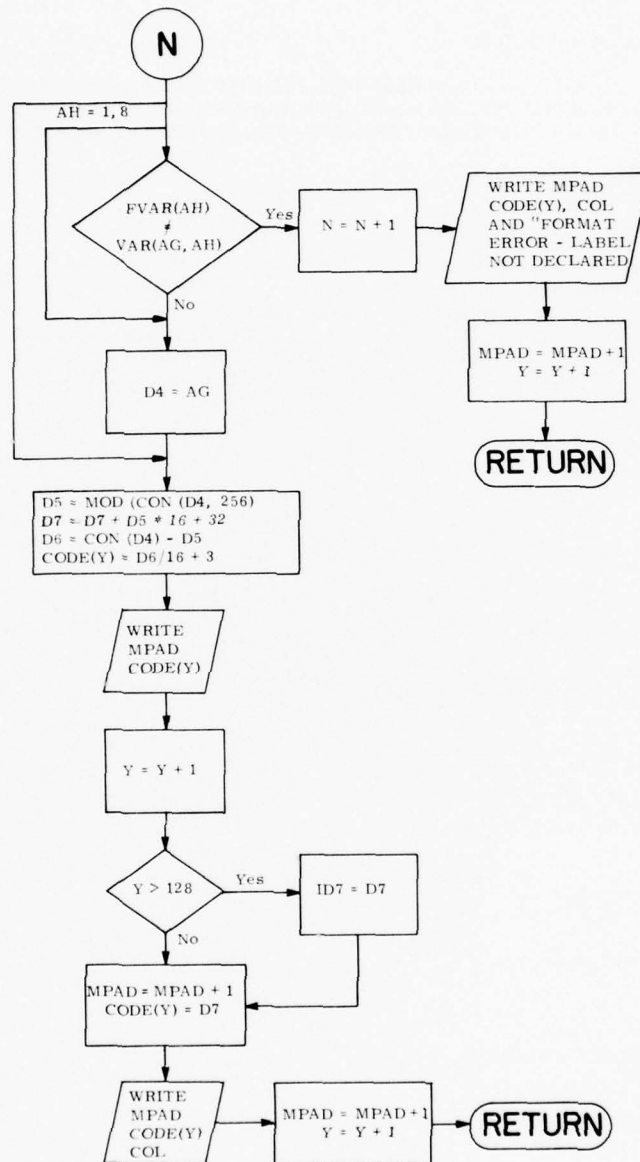 N
AH = 1, 8
FVAR(AH)
≠
VAR(AG, AH)
Yes
No
N = N + 1
WRITE MPAD
CODE(Y), COL
AND "FORMAT
ERROR - LABEL
NOT DECLARED
MPAD = MPAD+1
Y = Y + 1
RETURN
D4 = AG
D5 = MOD (CON (D4, 256)
D7 = D7 + D5 * 16 + 32
D6 = CON (D4) - D5
CODE(Y) = D6/16 + 3
WRITE
MPAD
CODE(Y)
Y = Y + 1
Y > 128
Yes
No
ID7 = D7
MPAD = MPAD + 1
CODE(Y) = D7
WRITE
MPAD
CODE(Y)
COL
MPAD = MPAD+1
Y = Y + 1
RETURN